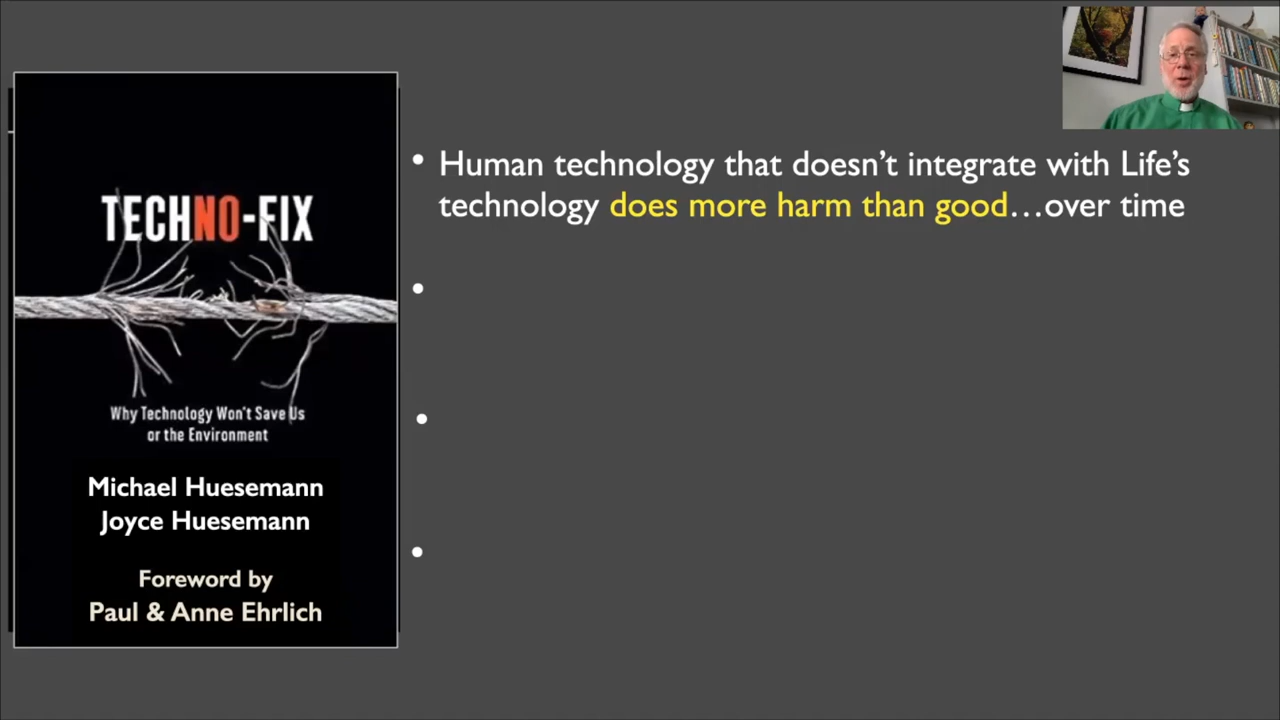 TECHNO-FIX
Why Technology Won't Save Us
or the Environment
Michael Huesemann
Joyce Huesemann
Foreword by
Paul & Anne Ehrlich
• Human technology that doesn’t integrate with Life’s
technology does more harm than good…over time
•
•
•